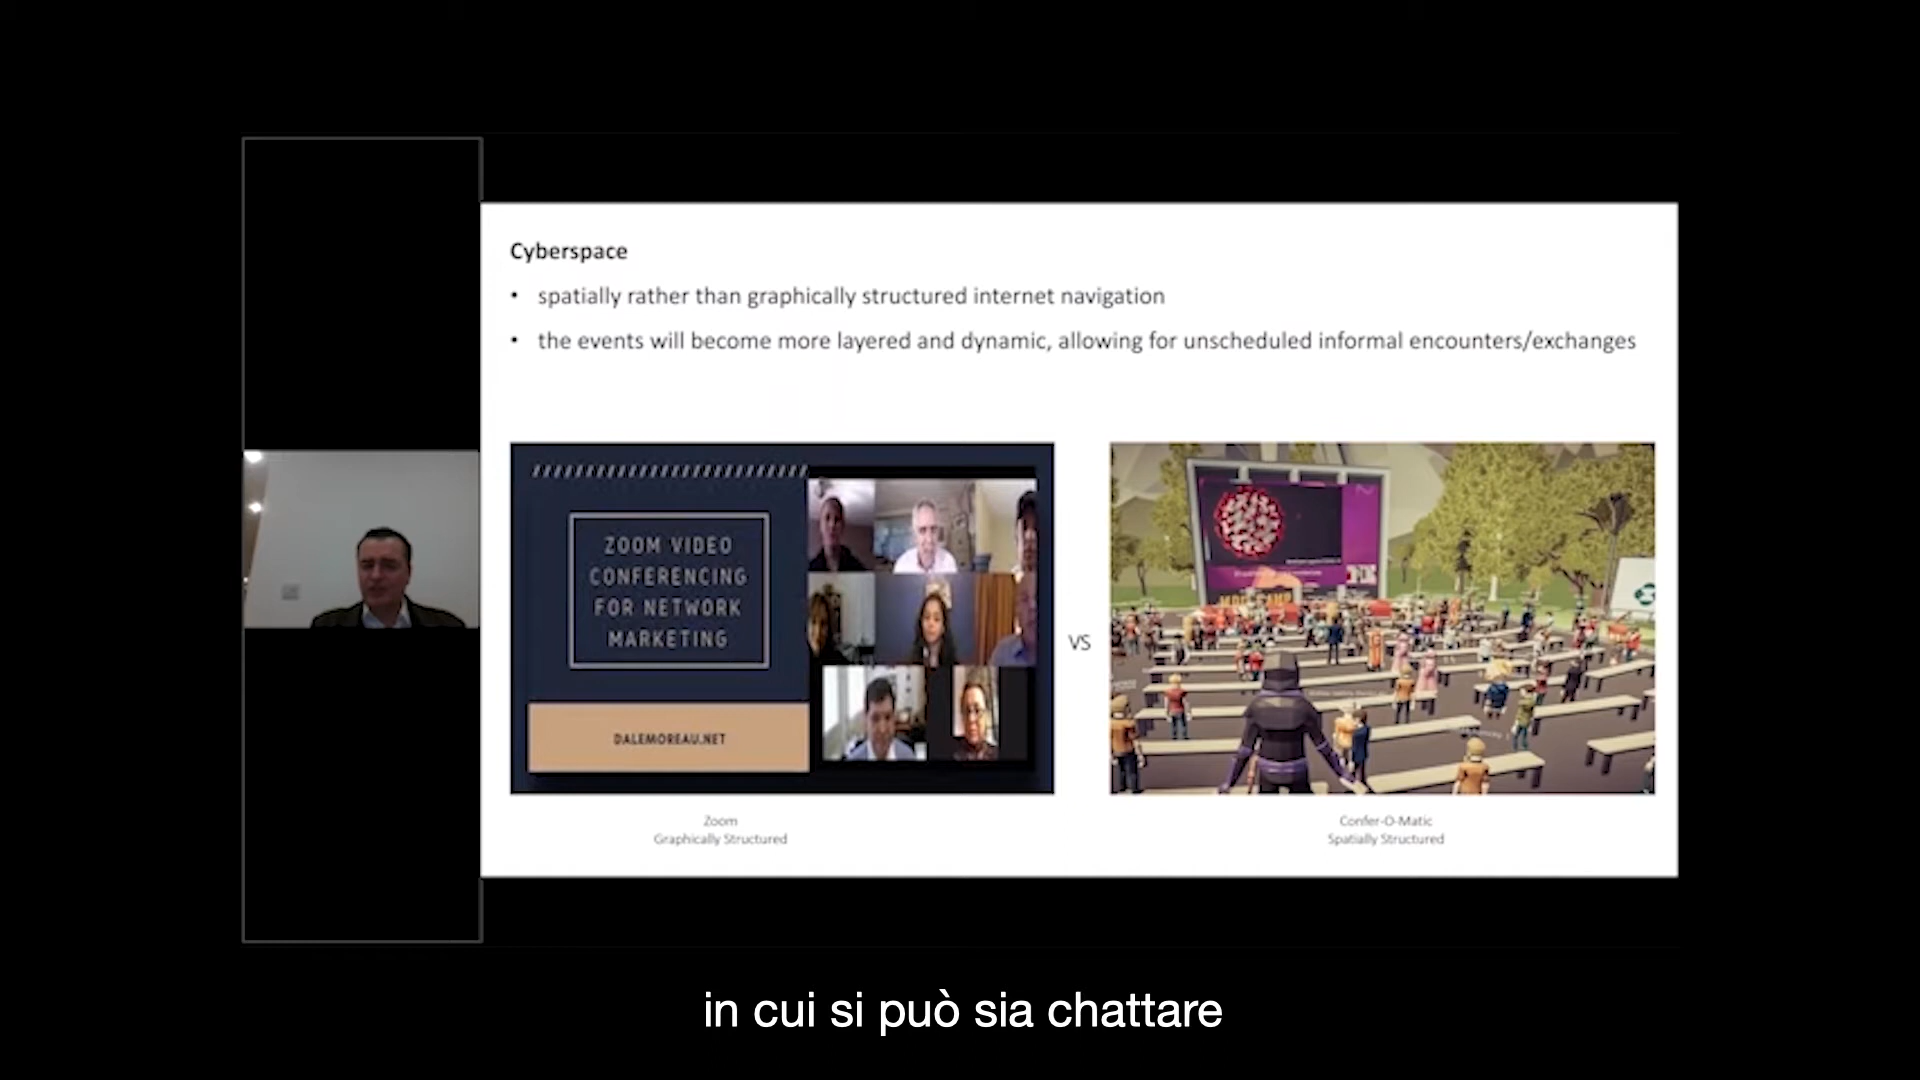 Cyberspace
• spatially rather than graphically structured internet navigation
• the events will become more layered and dynamic, allowing for unscheduled informal encounters/exchanges
ZOOM VIDEO
CONFERENCING
FOR NETWORK
MARKETING
DALEMOREAU.NET
VS
Zoom
Graphically Structured
Confer-O-Matic
Spatially Structured
in cui si può sia chattare